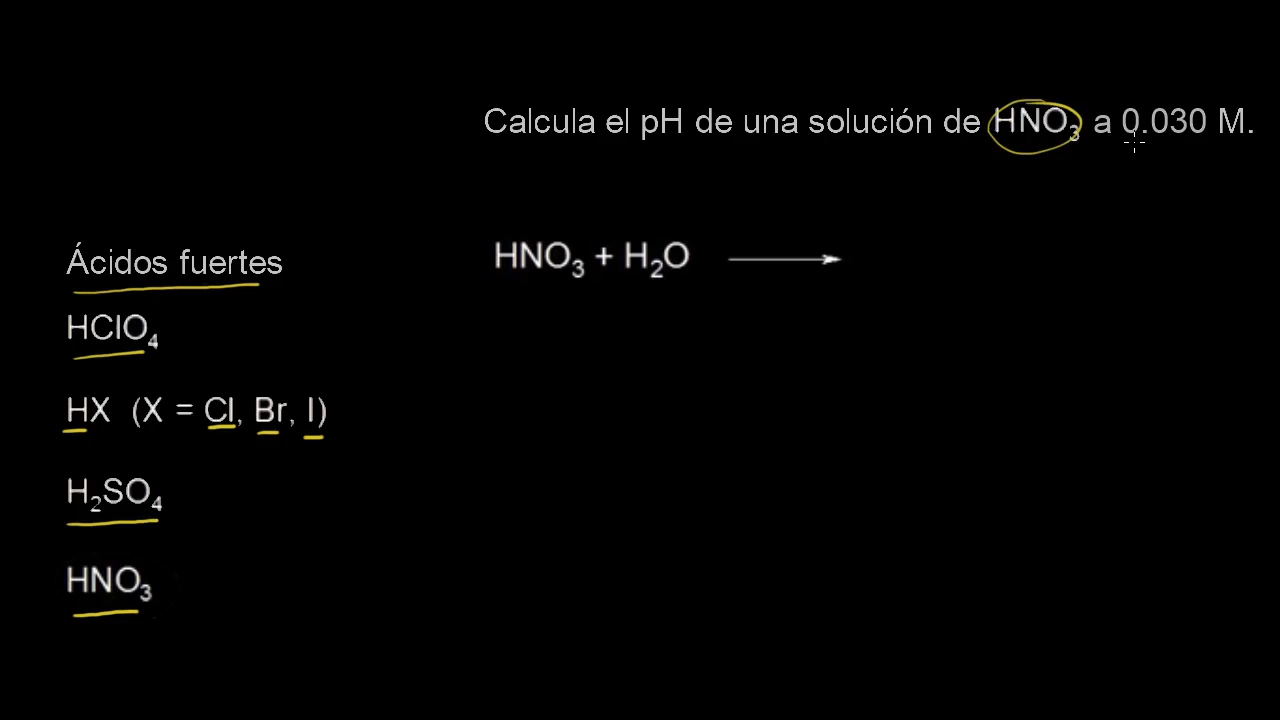 Calcula el pH de una solución de HNO₃ a 0.030 M.
HNO₃ + H₂O ⟶
Ácidos fuertes
HClO₄
HX (X = Cl, Br, I)
H₂SO₄
HNO₃